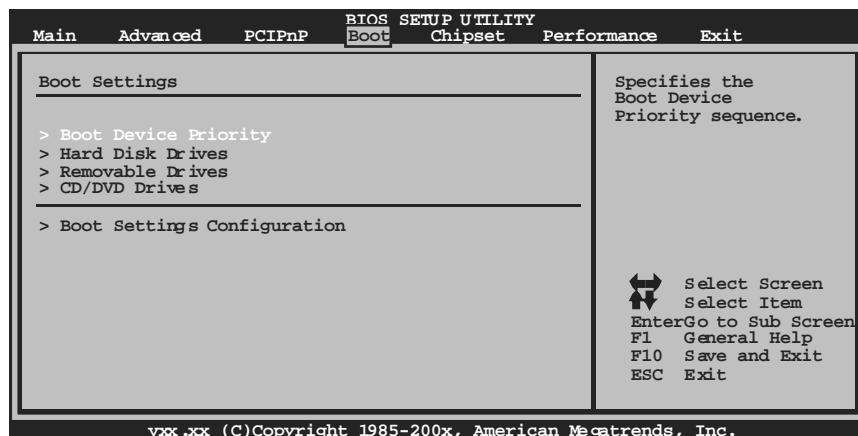 BIOS SETUP UTILITY
Main Advanced PCIPnP Boot Chipset Performance Exit
Boot Settings
> Boot Device Priority
> Hard Disk Drives
> Removable Drives
> CD/DVD Drives
> Boot Settings Configuration
Specifies the
Boot Device
Priority sequence.
Select Screen
Select Item
EnterGo to Sub Screen
F1 General Help
F10 Save and Exit
ESC Exit
vxx.xx (C)Copyright 1985-200x, American Megatrends, Inc.